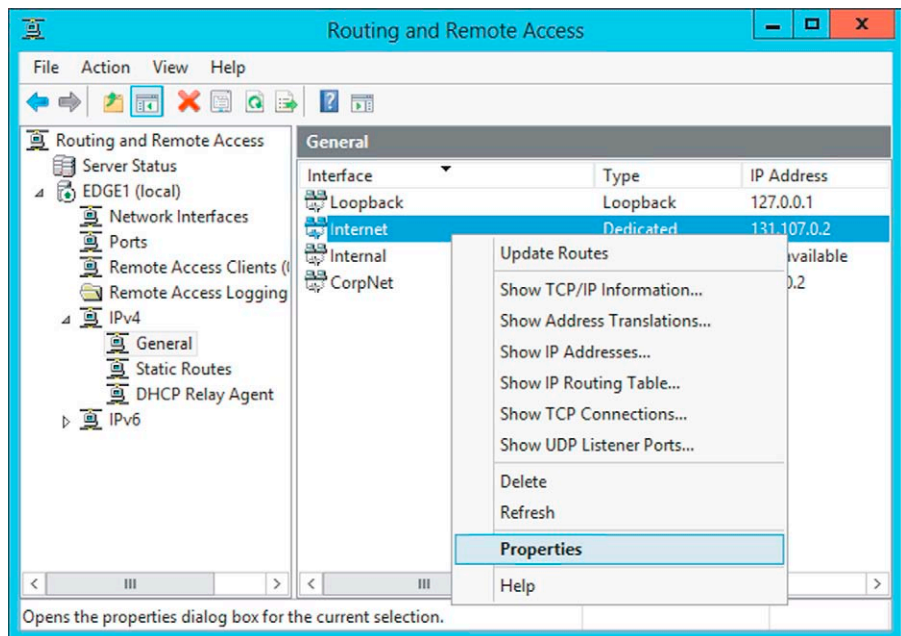 Routing and Remote Access
File Action View Help
Routing and Remote Access
Server Status
EDGE1 (local)
Network Interfaces
Ports
Remote Access Clients (
Remote Access Logging
IPv4
General
Static Routes
DHCP Relay Agent
IPv6
General
Interface Type IP Address
Loopback Loopback 127.0.0.1
Internet Dedicated 131.107.0.2
Internal
CorpNet 0.2
Update Routes
Show TCP/IP Information...
Show Address Translations...
Show IP Addresses...
Show IP Routing Table...
Show TCP Connections...
Show UDP Listener Ports...
Delete
Refresh
Properties
Help
Opens the properties dialog box for the current selection.